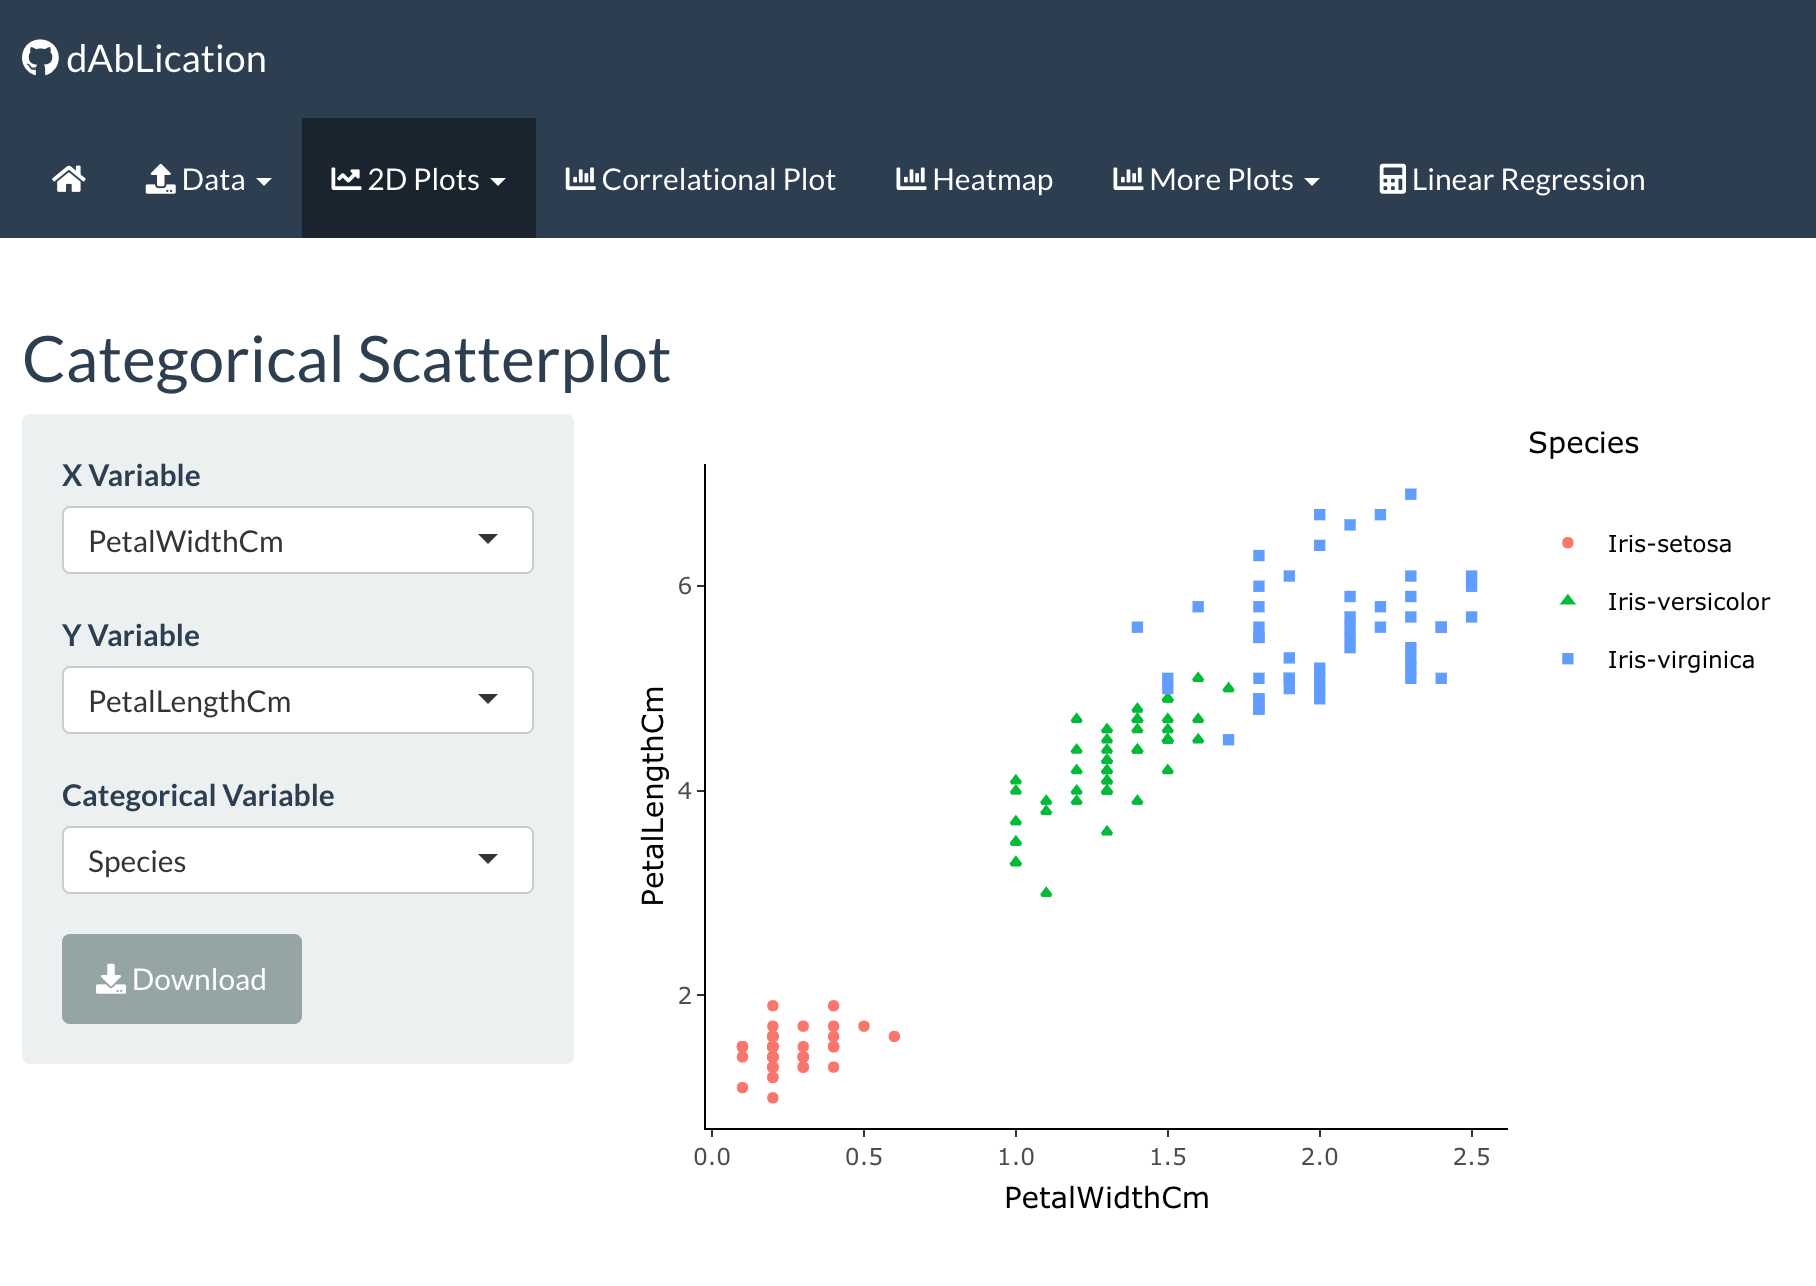 dAbLication
Data
2D Plots
Correlational Plot
Heatmap
More Plots
Linear Regression
Categorical Scatterplot
X Variable
PetalWidthCm
Y Variable
PetalLengthCm
Categorical Variable
Species
Download
PetalLengthCm
6
4
2
0.0 0.5 1.0 1.5 2.0 2.5
PetalWidthCm
Species
Iris-setosa
Iris-versicolor
Iris-virginica